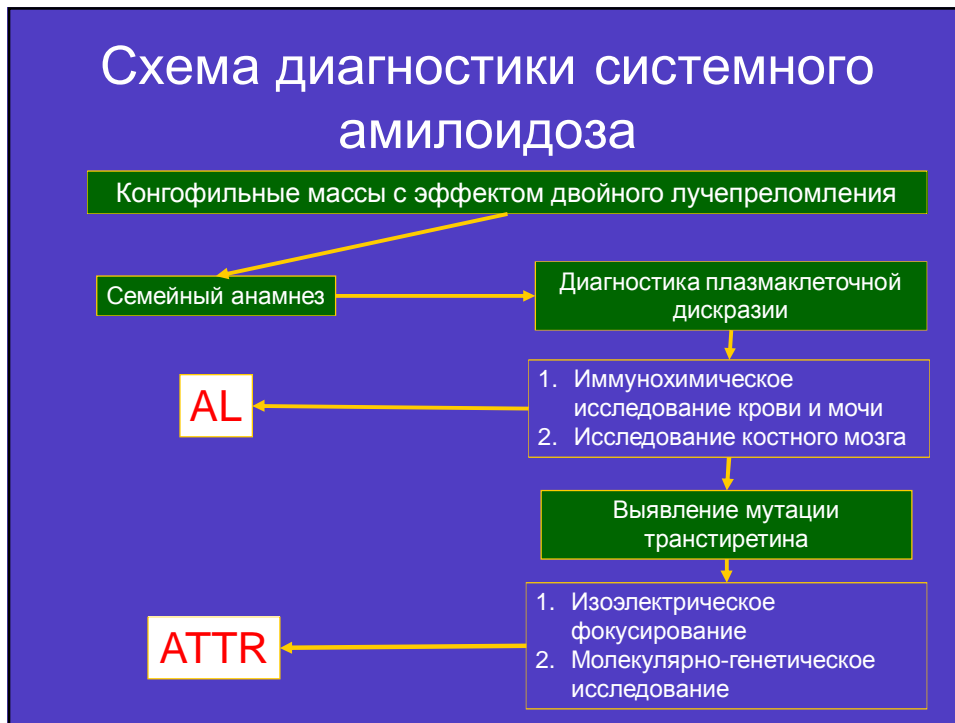 Схема диагностики системного
амилоидоза
Конгофильные массы с эффектом двойного лучепреломления
Семейный анамнез
Диагностика плазмаклеточной
дискразии
AL
1. Иммунохимическое
исследование крови и мочи
2. Исследование костного мозга
Выявление мутации
транстиретина
ATTR
1. Изоэлектрическое
фокусирование
2. Молекулярно-генетическое
исследование